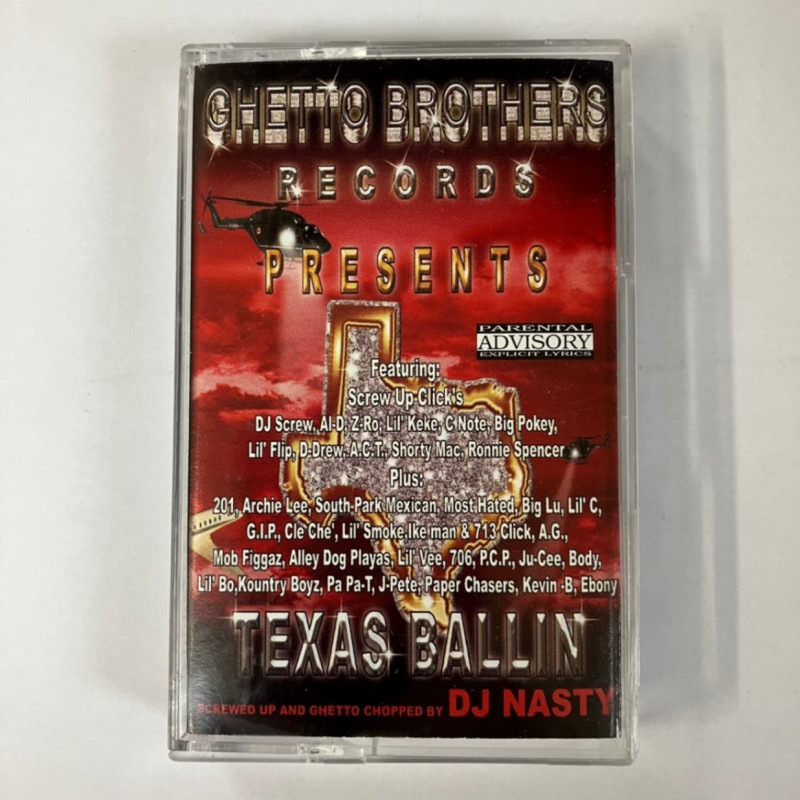 GHETTO BROTHERS
RECORDS
PRESENTS
PARENTAL
ADVISORY
EXPLICIT LYRICS
Featuring:
Screw Up Click's
DJ Screw, Al-D, Z-Ro, Lil' Keke, C Note, Big Pokey,
Lil' Flip, D-Drew, A.C.T., Shorty Mac, Ronnie Spencer
Plus:
201, Archie Lee, South Park Mexican, Most Hated, Big Lu, Lil' C,
G.I.P., Cle Che', Lil' Smoke,Ike man & 713 Click, A.G.,
Mob Figgaz, Alley Dog Playas, Lil' Vee, 706, P.C.P., Ju-Cee, Body,
Lil' Bo,Kountry Boyz, Pa Pa-T, J-Pete, Paper Chasers, Kevin -B, Ebony
TEXAS BALLIN
SCREWED UP AND GHETTO CHOPPED BY DJ NASTY